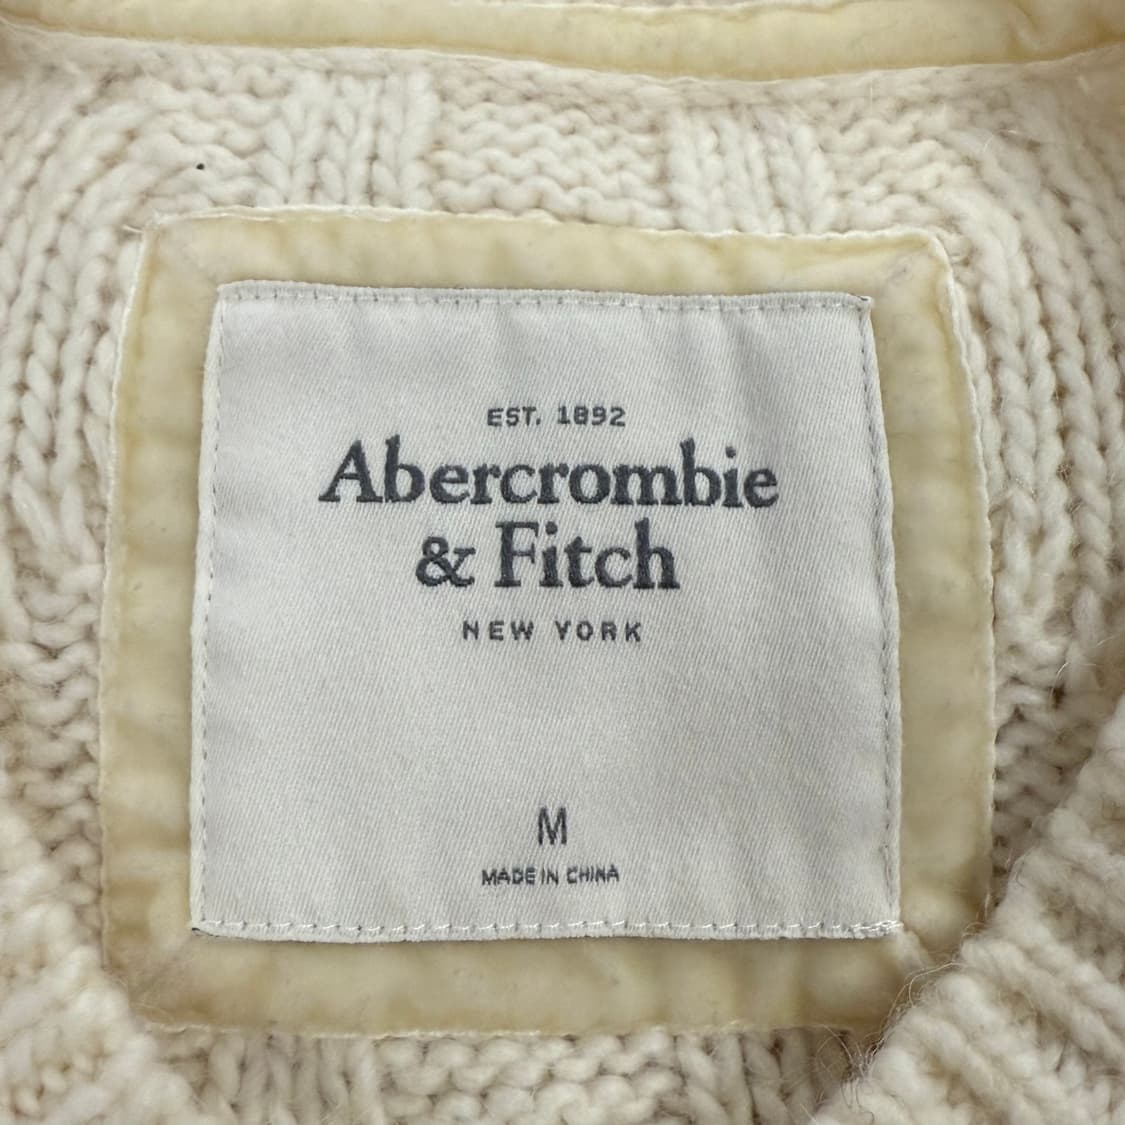 EST. 1892
Abercrombie
& Fitch
NEW YORK
M
MADE IN CHINA